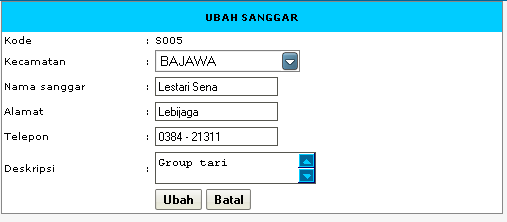 UBAH SANGGAR
Kode : S005
Kecamatan : BAJAWA
Nama sanggar : Lestari Sena
Alamat : Lebijaga
Telepon : 0384 - 21311
Deskripsi : Group tari
Ubah Batal